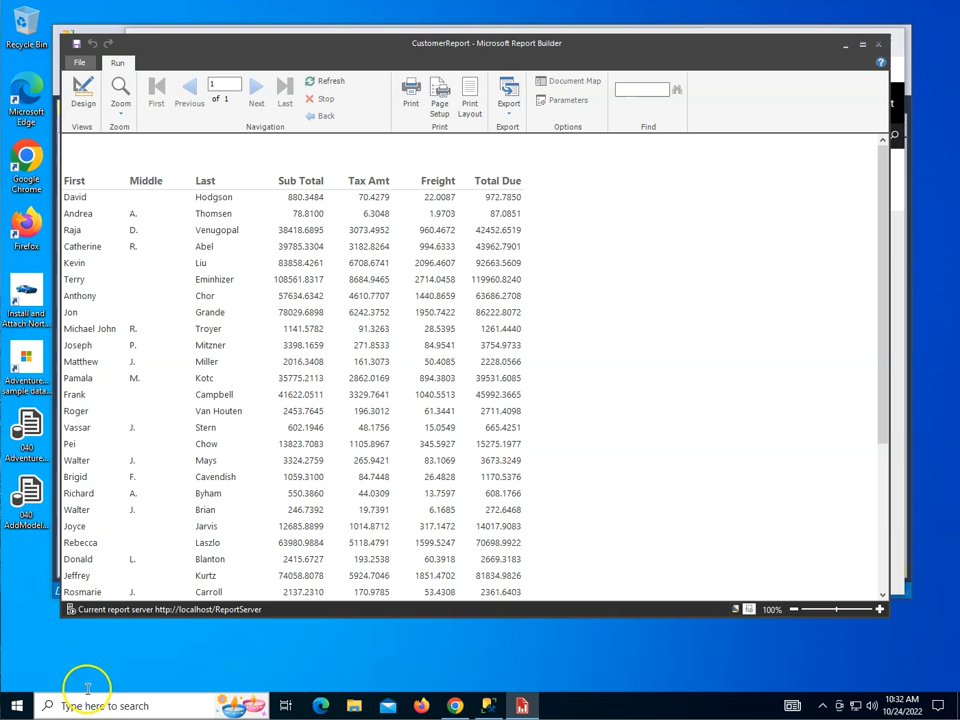 Recycle Bin
Microsoft Edge
Google Chrome
Firefox
Install and Attach Nort...
Adventure... sample data...
040 Adventure...
040 AddModel...
CustomerReport - Microsoft Report Builder
File Run
Design
Zoom
First
Previous
1
of 1
Next
Last
Refresh
Stop
Back
Print
Page Setup
Print Layout
Export
Document Map
Parameters
Views Zoom Navigation Print Export Options Find
First Middle Last Sub Total Tax Amt Freight Total Due
David Hodgson 880.3484 70.4279 22.0087 972.7850
Andrea A. Thomsen 78.8100 6.3048 1.9703 87.0851
Raja D. Venugopal 38418.6895 3073.4952 960.4672 42452.6519
Catherine R. Abel 39785.3304 3182.8264 994.6333 43962.7901
Kevin Liu 83858.4261 6708.6741 2096.4607 92663.5609
Terry Eminhizer 108561.8317 8684.9465 2714.0458 119960.8240
Anthony Chor 57634.6342 4610.7707 1440.8659 63686.2708
Jon Grande 78029.6898 6242.3752 1950.7422 86222.8072
Michael John R. Troyer 1141.5782 91.3263 28.5395 1261.4440
Joseph P. Mitzner 3398.1659 271.8533 84.9541 3754.9733
Matthew J. Miller 2016.3408 161.3073 50.4085 2228.0566
Pamala M. Kotc 35775.2113 2862.0169 894.3803 39531.6085
Frank Campbell 41622.0511 3329.7641 1040.5513 45992.3665
Roger Van Houten 2453.7645 196.3012 61.3441 2711.4098
Vassar J. Stern 602.1946 48.1756 15.0549 665.4251
Pei Chow 13823.7083 1105.8967 345.5927 15275.1977
Walter J. Mays 3324.2759 265.9421 83.1069 3673.3249
Brigid F. Cavendish 1059.3100 84.7448 26.4828 1170.5376
Richard A. Byham 550.3860 44.0309 13.7597 608.1766
Walter J. Brian 246.7392 19.7391 6.1685 272.6468
Joyce Jarvis 12685.8899 1014.8712 317.1472 14017.9083
Rebecca Laszlo 63980.9884 5118.4791 1599.5247 70698.9922
Donald L. Blanton 2415.6727 193.2538 60.3918 2669.3183
Jeffrey Kurtz 74058.8078 5924.7046 1851.4702 81834.9826
Rosmarie J. Carroll 2137.2310 170.9785 53.4308 2361.6403
Current report server http://localhost/ReportServer
100%
Type here to search
10:32 AM
10/24/2022